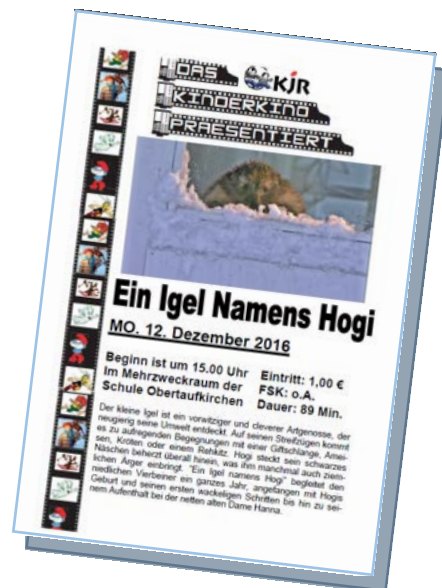 DAS KJR
KINDERKINO
PRAESENTIERT
Ein Igel Namens Hogi
MO. 12. Dezember 2016
Beginn ist um 15.00 Uhr
Im Mehrzweckraum der
Schule Obertaufkirchen
Eintritt: 1,00 €
FSK: o.A.
Dauer: 89 Min.
Der kleine Igel ist ein vorwitziger und cleverer Artgenosse, der
neugierig seine Umwelt entdeckt. Auf seinen Streifzügen kommt
es zu aufregenden Begegnungen mit einer Giftschlange, Amei-
sen, Kröten oder einem Rehkitz. Hogi steckt sein schwarzes
Näschen beherzt überall hinein, was ihm manchmal auch ziem-
lichen Ärger einbringt. "Ein Igel namens Hogi" begleitet den
niedlichen Vierbeiner ein ganzes Jahr, angefangen mit Hogis
Geburt und seinen ersten wackeligen Schritten bis hin zu sei-
nem Aufenthalt bei der netten alten Dame Hanna.